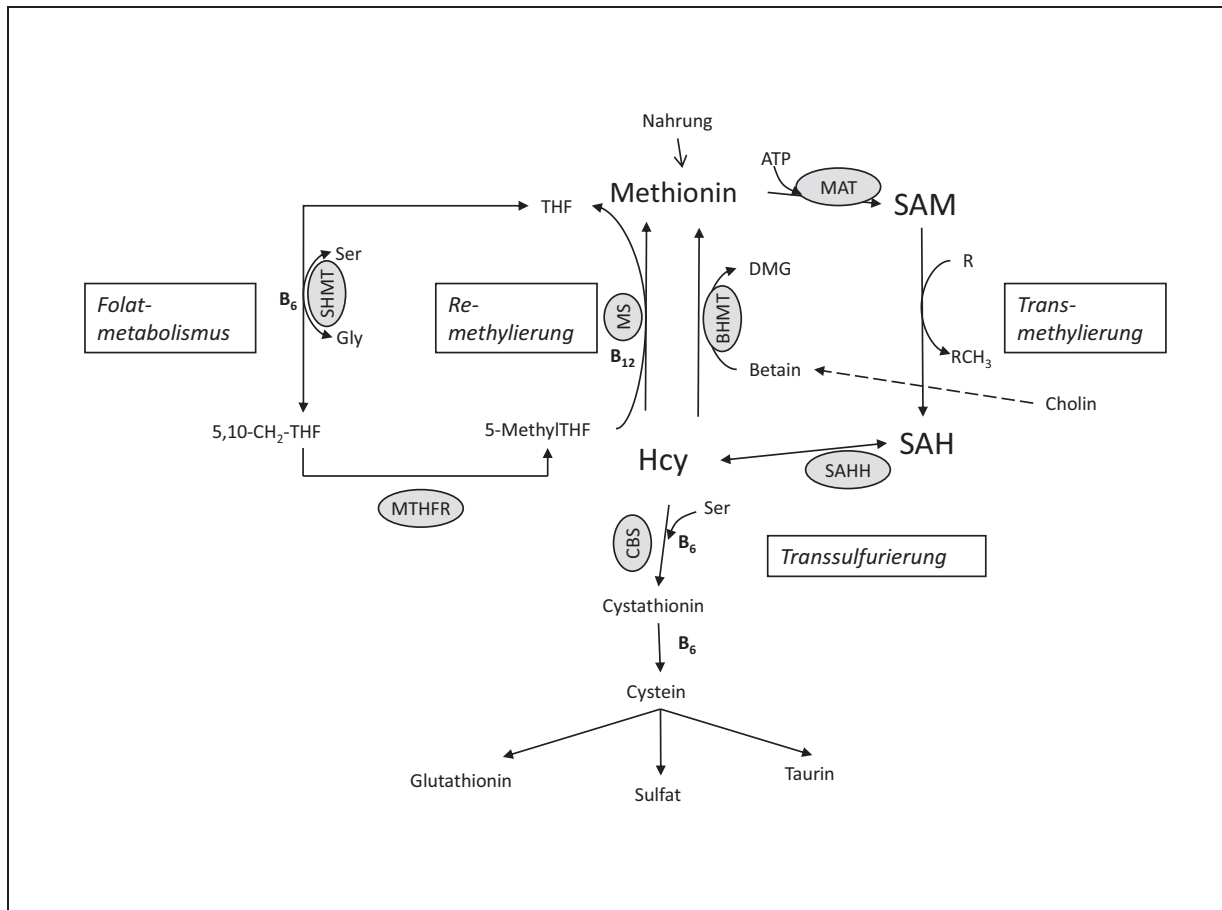 Nahrung
ATP
MAT
Methionin
SAM
THF
Ser
SHMT
B6
Gly
Folat-
metabolismus
Re-
methylierung
MS
B12
DMG
BHMT
Betain
R
RCH3
Trans-
methylierung
Cholin
5,10-CH2-THF
5-MethylTHF
Hcy
SAH
SAHH
MTHFR
Ser
CBS
B6
Transsulfurierung
Cystathionin
B6
Cystein
Glutathionin
Sulfat
Taurin